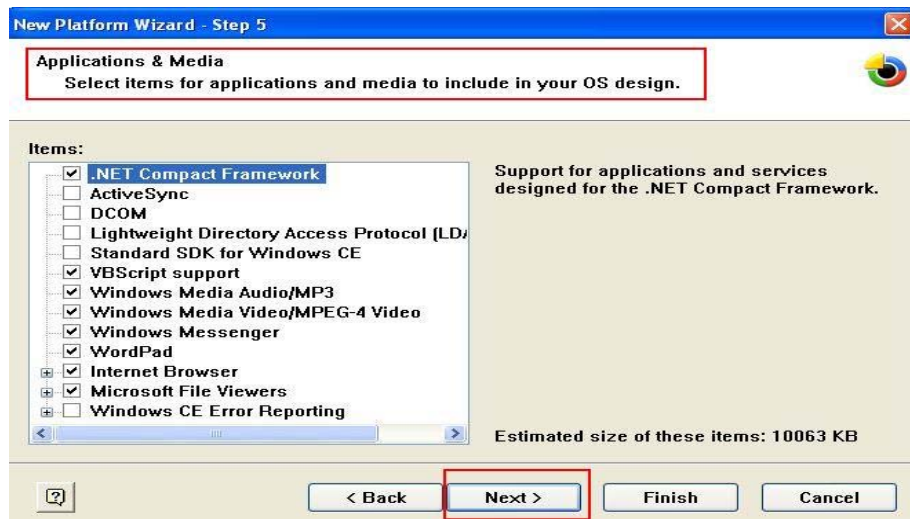 New Platform Wizard - Step 5
Applications & Media
Select items for applications and media to include in your OS design.
Items:
.NET Compact Framework
ActiveSync
DCOM
Lightweight Directory Access Protocol (LDA
Standard SDK for Windows CE
VBScript support
Windows Media Audio/MP3
Windows Media Video/MPEG-4 Video
Windows Messenger
WordPad
Internet Browser
Microsoft File Viewers
Windows CE Error Reporting
Support for applications and services
designed for the .NET Compact Framework.
Estimated size of these items: 10063 KB
< Back
Next >
Finish
Cancel